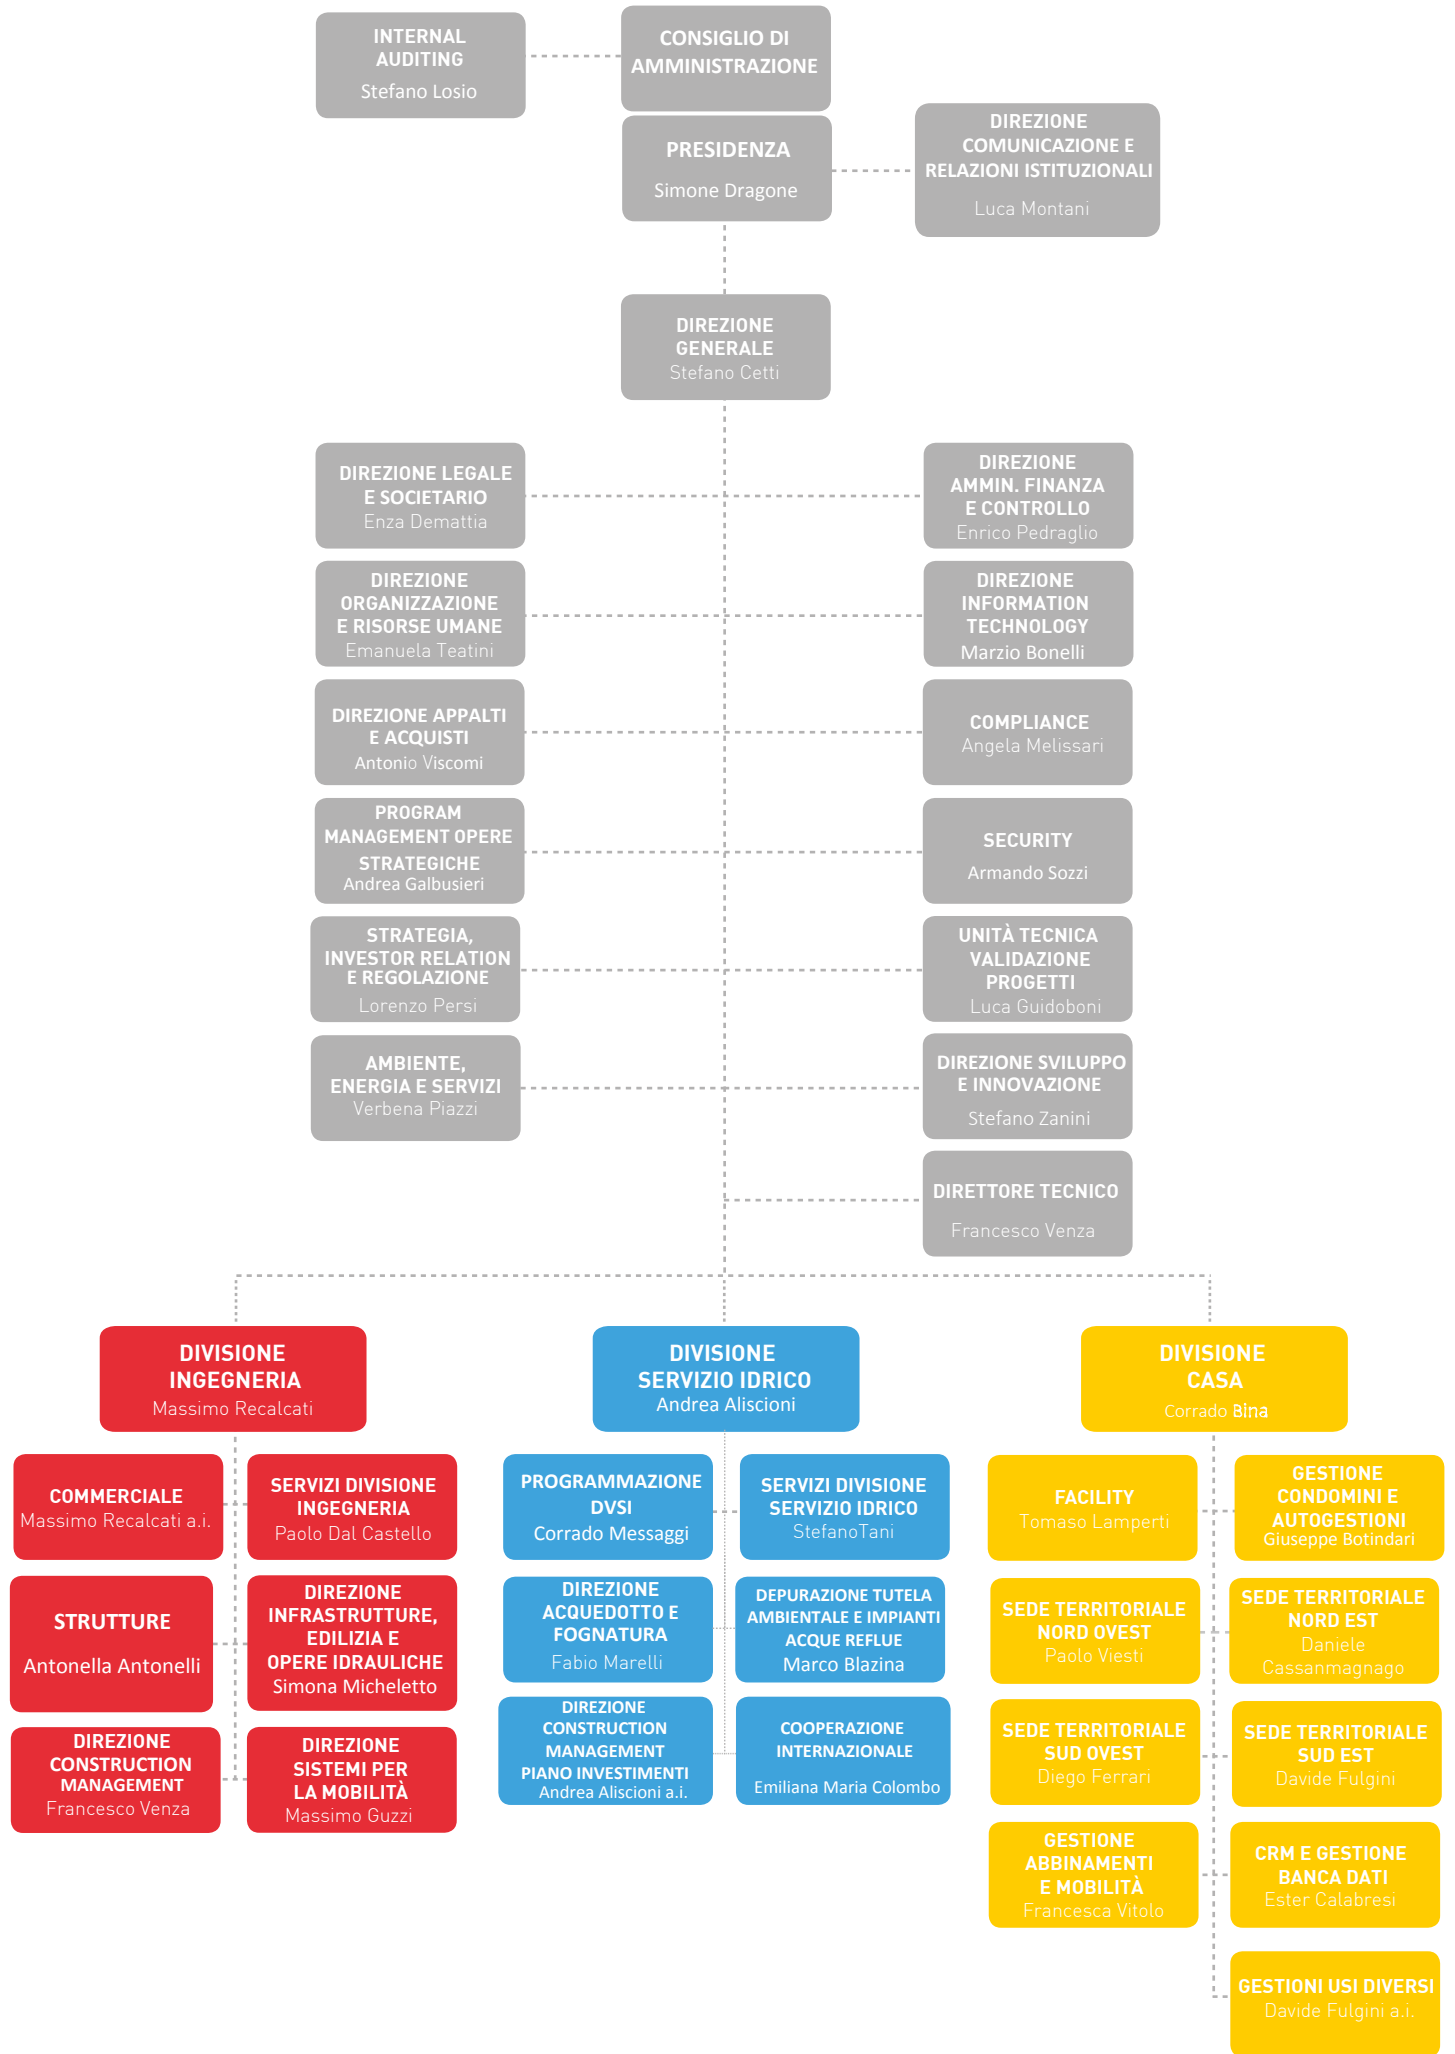 INTERNAL
AUDITING
Stefano Losio
CONSIGLIO DI
AMMINISTRAZIONE
PRESIDENZA
Simone Dragone
DIREZIONE
COMUNICAZIONE E
RELAZIONI ISTITUZIONALI
Luca Montani
DIREZIONE
GENERALE
Stefano Cetti
DIREZIONE LEGALE
E SOCIETARIO
Enza Demattia
DIREZIONE
AMMIN. FINANZA
E CONTROLLO
Enrico Pedraglio
DIREZIONE
ORGANIZZAZIONE
E RISORSE UMANE
Emanuela Teatini
DIREZIONE
INFORMATION
TECHNOLOGY
Marzio Bonelli
DIREZIONE APPALTI
E ACQUISTI
Antonio Viscomi
COMPLIANCE
Angela Melissari
PROGRAM
MANAGEMENT OPERE
STRATEGICHE
Andrea Galbusieri
SECURITY
Armando Sozzi
STRATEGIA,
INVESTOR RELATION
E REGOLAZIONE
Lorenzo Persi
UNITÀ TECNICA
VALIDAZIONE
PROGETTI
Luca Guidoboni
AMBIENTE,
ENERGIA E SERVIZI
Verbena Piazzi
DIREZIONE SVILUPPO
E INNOVAZIONE
Stefano Zanini
DIRETTORE TECNICO
Francesco Venza
DIVISIONE
INGEGNERIA
Massimo Recalcati
COMMERCIALE
Massimo Recalcati a.i.
SERVIZI DIVISIONE
INGEGNERIA
Paolo Dal Castello
STRUTTURE
Antonella Antonelli
DIREZIONE
INFRASTRUTTURE,
EDILIZIA E
OPERE IDRAULICHE
Simona Micheletto
DIREZIONE
CONSTRUCTION
MANAGEMENT
Francesco Venza
DIREZIONE
SISTEMI PER
LA MOBILITÀ
Massimo Guzzi
DIVISIONE
SERVIZIO IDRICO
Andrea Aliscioni
PROGRAMMAZIONE
DVSI
Corrado Messaggi
SERVIZI DIVISIONE
SERVIZIO IDRICO
StefanoTani
DIREZIONE
ACQUEDOTTO E
FOGNATURA
Fabio Marelli
DEPURAZIONE TUTELA
AMBIENTALE E IMPIANTI
ACQUE REFLUE
Marco Blazina
DIREZIONE
CONSTRUCTION
MANAGEMENT
PIANO INVESTIMENTI
Andrea Aliscioni a.i.
COOPERAZIONE
INTERNAZIONALE
Emiliana Maria Colombo
DIVISIONE
CASA
Corrado Bina
FACILITY
Tomaso Lamperti
GESTIONE
CONDOMINI E
AUTOGESTIONI
Giuseppe Botindari
SEDE TERRITORIALE
NORD OVEST
Paolo Viesti
SEDE TERRITORIALE
NORD EST
Daniele
Cassanmagnago
SEDE TERRITORIALE
SUD OVEST
Diego Ferrari
SEDE TERRITORIALE
SUD EST
Davide Fulgini
GESTIONE
ABBINAMENTI
E MOBILITÀ
Francesca Vitolo
CRM E GESTIONE
BANCA DATI
Ester Calabresi
GESTIONI USI DIVERSI
Davide Fulgini a.i.